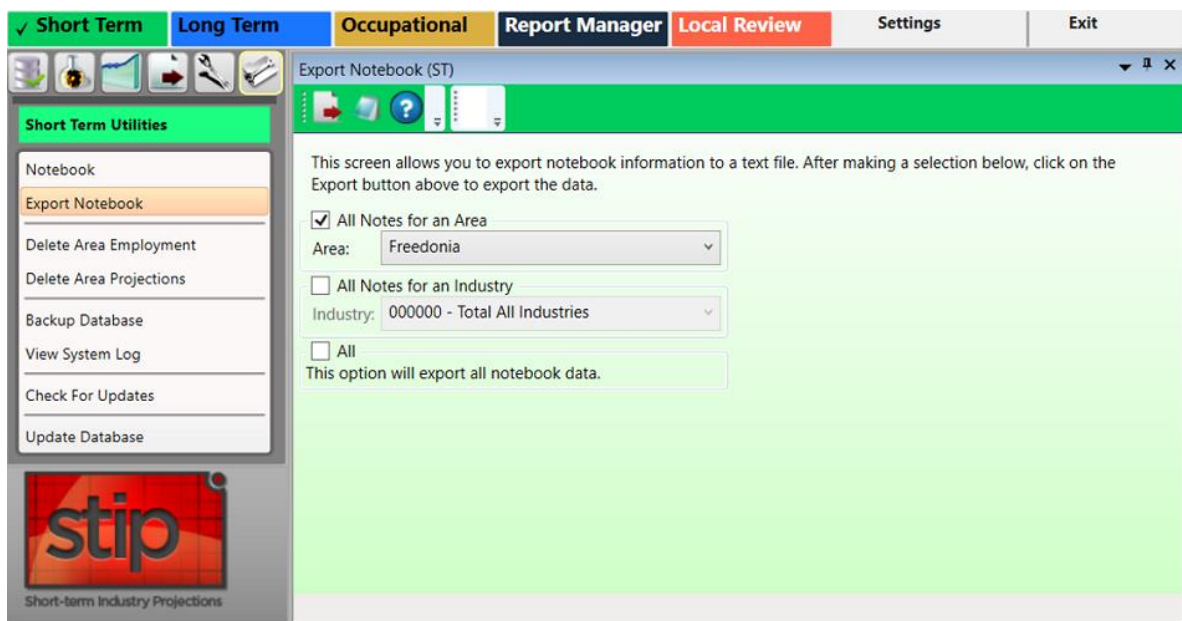 ✓ Short Term Long Term Occupational Report Manager Local Review Settings Exit
Export Notebook (ST)
Short Term Utilities
Notebook
Export Notebook
Delete Area Employment
Delete Area Projections
Backup Database
View System Log
Check For Updates
Update Database
stip
Short-term Industry Projections
This screen allows you to export notebook information to a text file. After making a selection below, click on the
Export button above to export the data.
All Notes for an Area
Area: Freedonia
All Notes for an Industry
Industry: 000000 - Total All Industries
All
This option will export all notebook data.